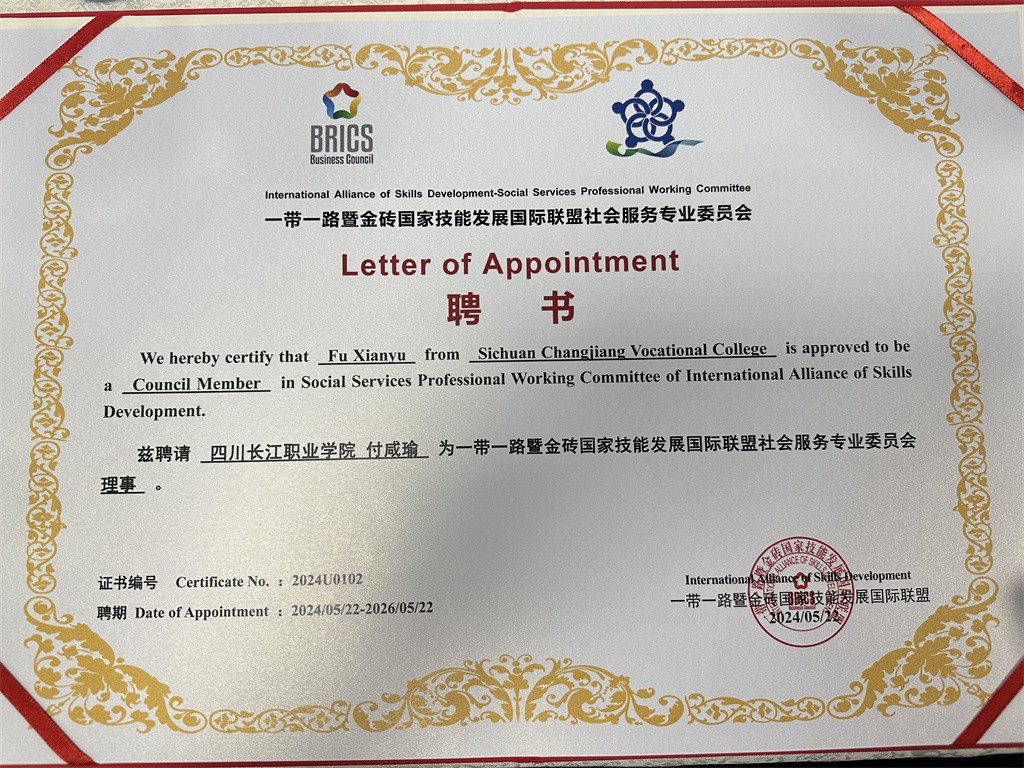 BRICS
Business Council
International Alliance of Skills Development-Social Services Professional Working Committee
一带一路暨金砖国家技能发展国际联盟社会服务专业委员会
Letter of Appointment
聘 书
We hereby certify that Fu Xianyu from Sichuan Changjiang Vocational College is approved to be
a Council Member in Social Services Professional Working Committee of International Alliance of Skills
Development.
兹聘请 四川长江职业学院 付咸瑜 为一带一路暨金砖国家技能发展国际联盟社会服务专业委员会
理事 。
证书编号 Certificate No. : 2024U0102
聘期 Date of Appointment : 2024/05/22-2026/05/22
International Alliance of Skills Development
一带一路暨金砖国家技能发展国际联盟
2024/05/22